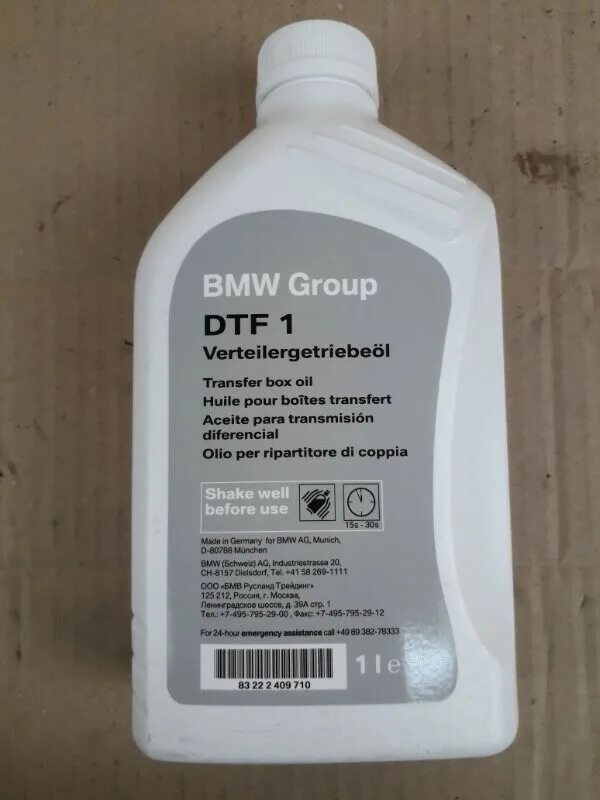 BMW Group
DTF 1
Verteilergetriebeöl
Transfer box oil
Huile pour boîtes transfert
Aceite para transmisión
diferencial
Olio per ripartitore di coppia
Shake well
before use
15s - 30s
Made in Germany for BMW AG, Munich,
D-80788 München
BMW (Schweiz) AG, Industriestrasse 20,
CH-8157 Dielsdorf, Tel. +41 58 269-1111
ООО «БМВ Русланд Трейдинг»
125 212, Россия, г. Москва,
Ленинградское шоссе, д. 39А стр. 1
Тел.: +7-495-795-29-00 , Факс: +7-495-795-29-12
For 24-hour emergency assistance call +49 89 382-78333
1 l e
83 22 2 409 710